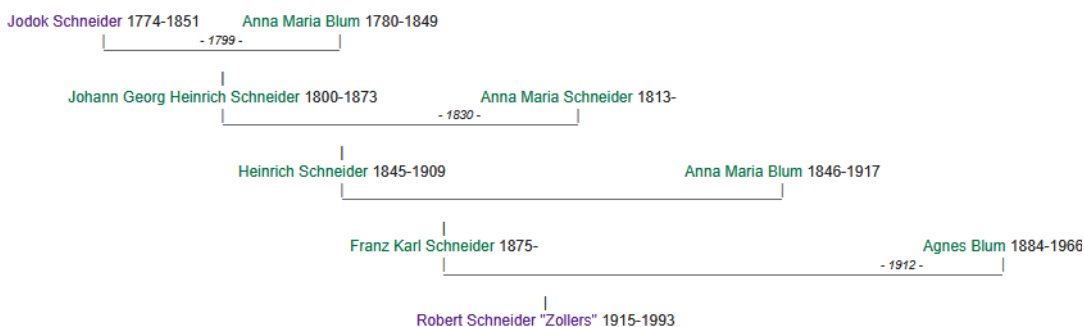 Jodok Schneider 1774-1851 Anna Maria Blum 1780-1849
- 1799 -
Johann Georg Heinrich Schneider 1800-1873 Anna Maria Schneider 1813-
- 1830 -
Heinrich Schneider 1845-1909 Anna Maria Blum 1846-1917
Franz Karl Schneider 1875- Agnes Blum 1884-1966
- 1912 -
Robert Schneider "Zollers" 1915-1993